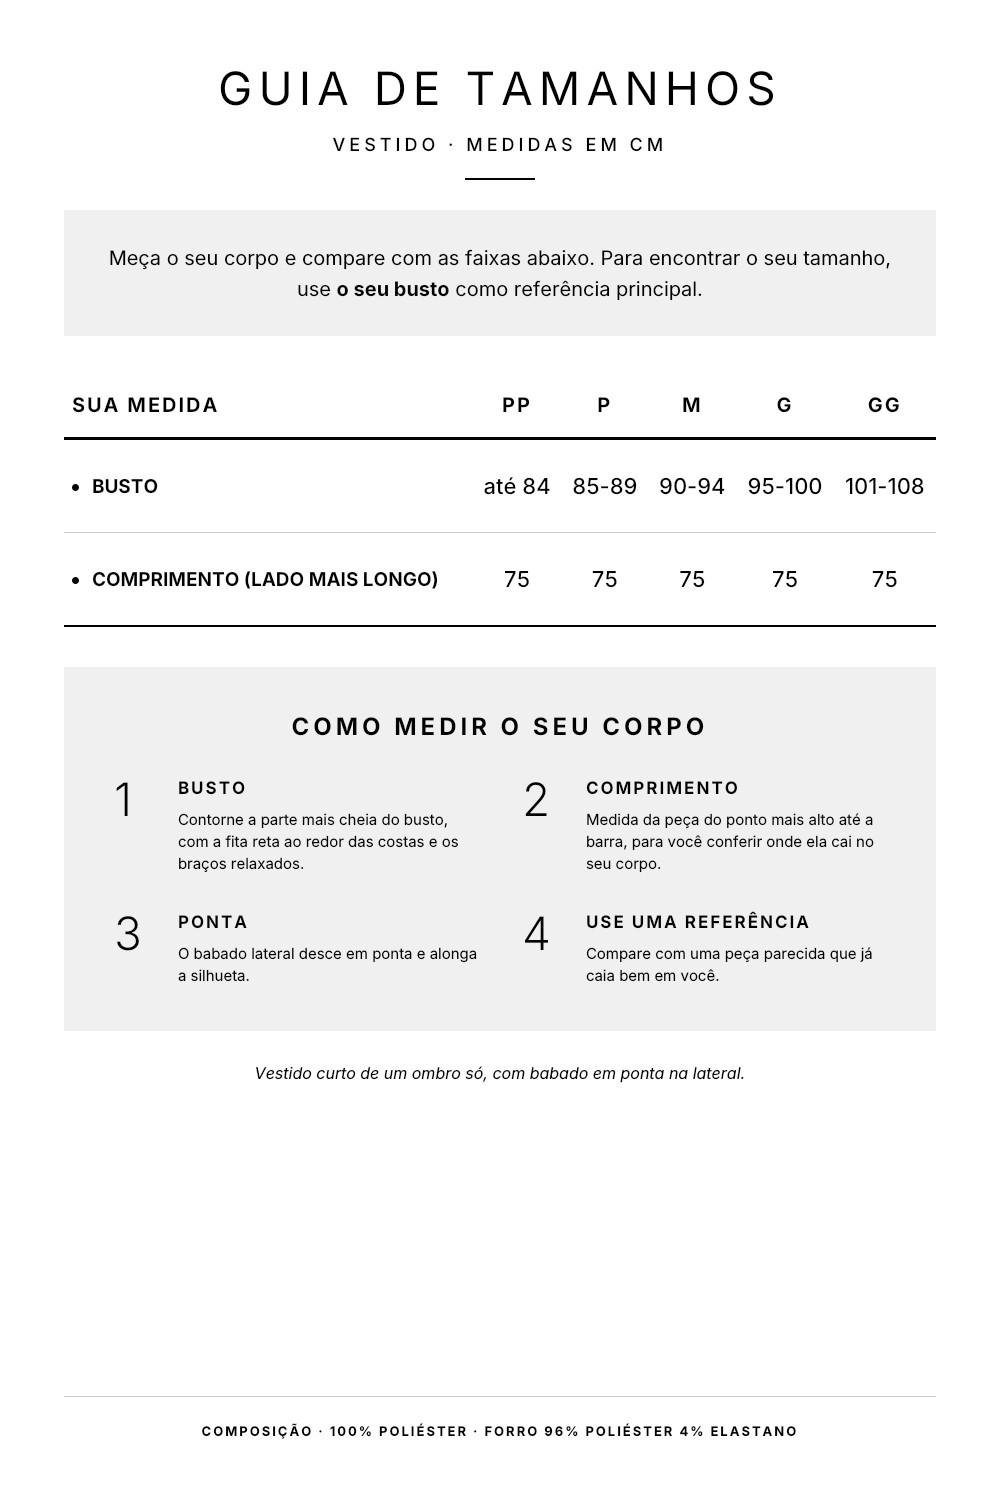 GUIA DE TAMANHOS
VESTIDO · MEDIDAS EM CM
Meça o seu corpo e compare com as faixas abaixo. Para encontrar o seu tamanho,
use o seu busto como referência principal.
SUA MEDIDA PP P M G GG
• BUSTO até 84 85-89 90-94 95-100 101-108
• COMPRIMENTO (LADO MAIS LONGO) 75 75 75 75 75
COMO MEDIR O SEU CORPO
1 BUSTO
Contorne a parte mais cheia do busto,
com a fita reta ao redor das costas e os
braços relaxados.
2 COMPRIMENTO
Medida da peça do ponto mais alto até a
barra, para você conferir onde ela cai no
seu corpo.
3 PONTA
O babado lateral desce em ponta e alonga
a silhueta.
4 USE UMA REFERÊNCIA
Compare com uma peça parecida que já
caia bem em você.
Vestido curto de um ombro só, com babado em ponta na lateral.
COMPOSIÇÃO · 100% POLIÉSTER · FORRO 96% POLIÉSTER 4% ELASTANO